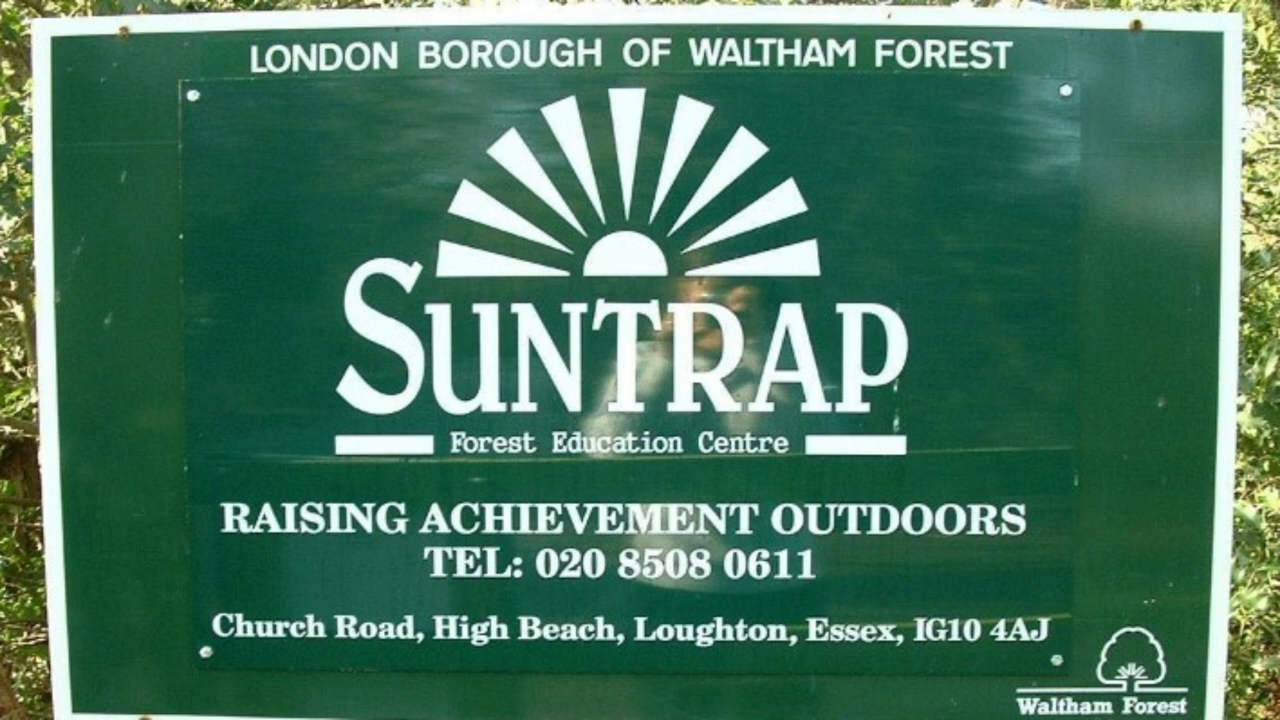 LONDON BOROUGH OF WALTHAM FOREST
SUNTRAP
Forest Education Centre
RAISING ACHIEVEMENT OUTDOORS
TEL: 020 8508 0611
Church Road, High Beach, Loughton, Essex, IG10 4AJ
Waltham Forest